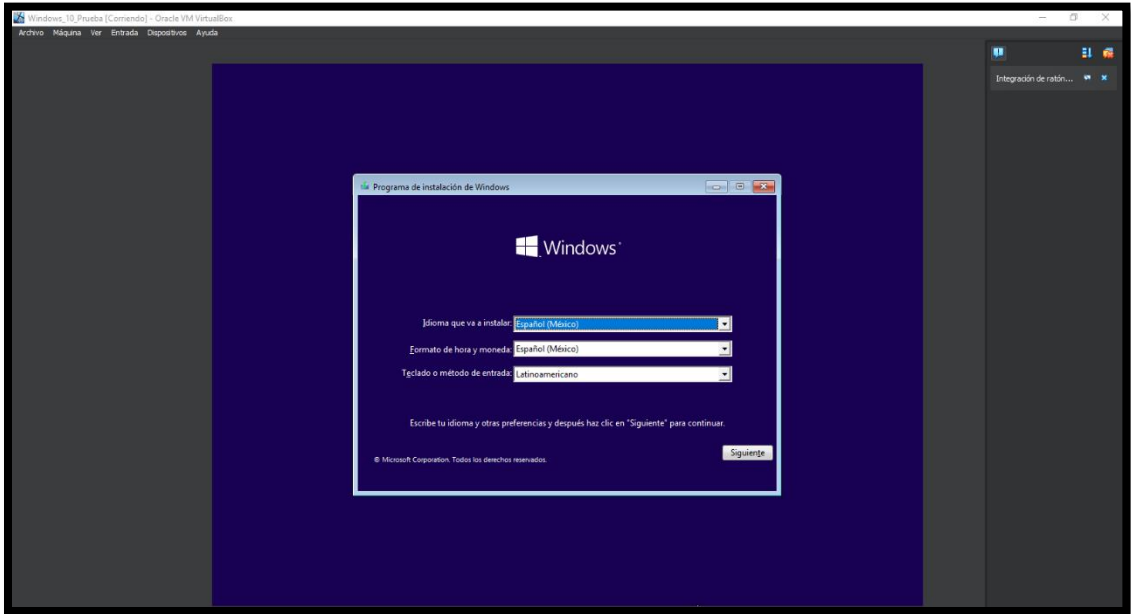 Windows_10_Prueba [Corriendo] - Oracle VM VirtualBox
Archivo Máquina Ver Entrada Dispositivos Ayuda
Integración de ratón...
Programa de instalación de Windows
Windows
Idioma que va a instalar: Español (México)
Formato de hora y moneda: Español (México)
Teclado o método de entrada: Latinoamericano
Escribe tu idioma y otras preferencias y después haz clic en "Siguiente" para continuar.
Siguiente
© Microsoft Corporation. Todos los derechos reservados.